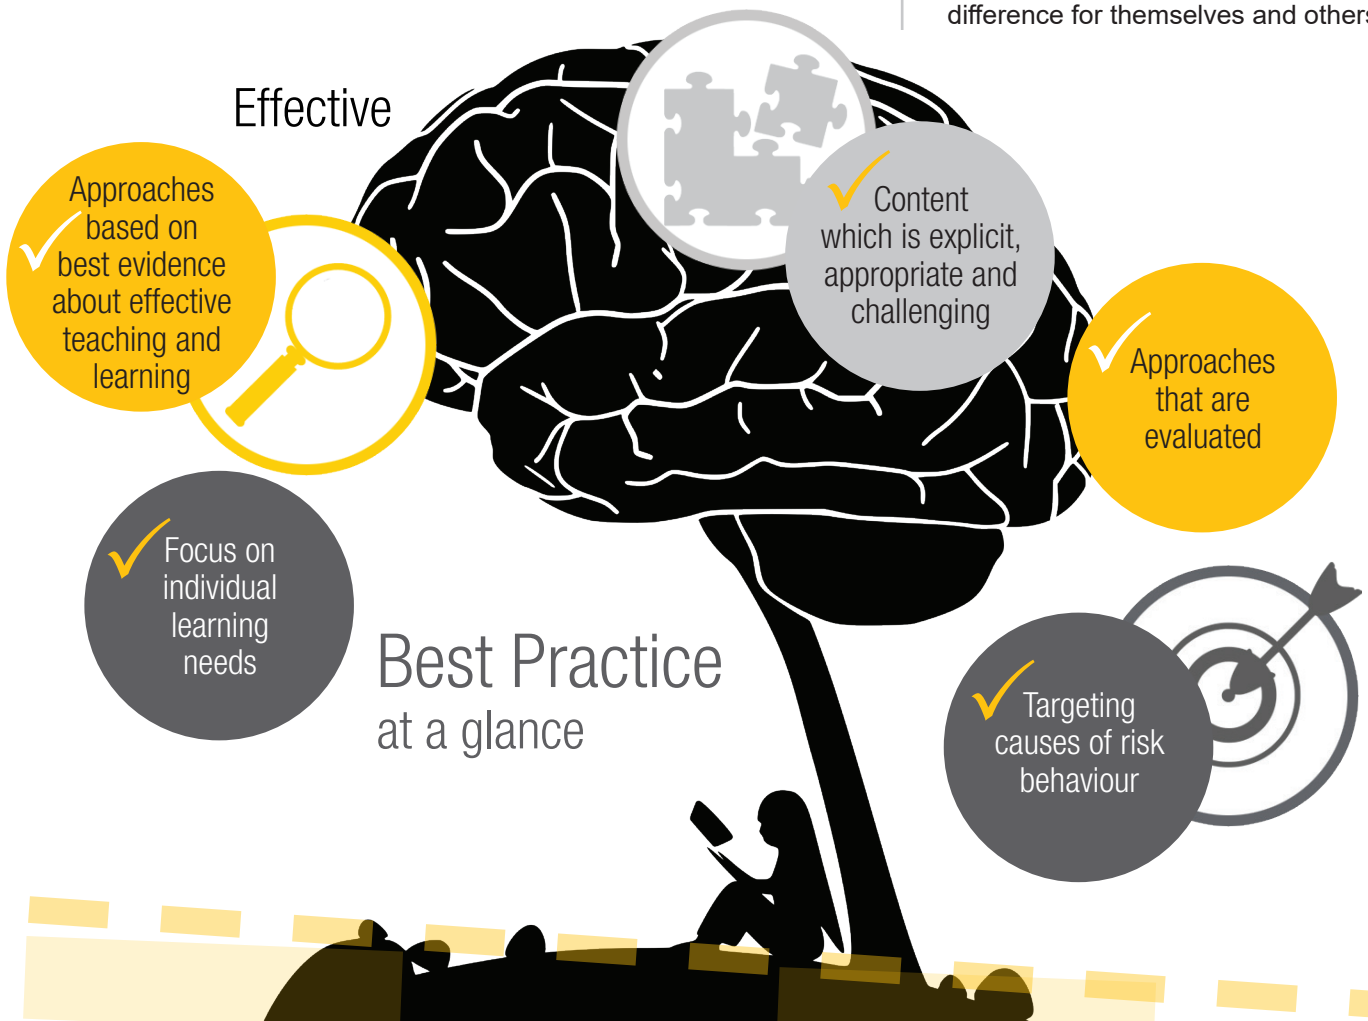 difference for themselves and others
Effective
Approaches
based on
best evidence
about effective
teaching and
learning
Content
which is explicit,
appropriate and
challenging
Approaches
that are
evaluated
Focus on
individual
learning
needs
Best Practice
at a glance
Targeting
causes of risk
behaviour